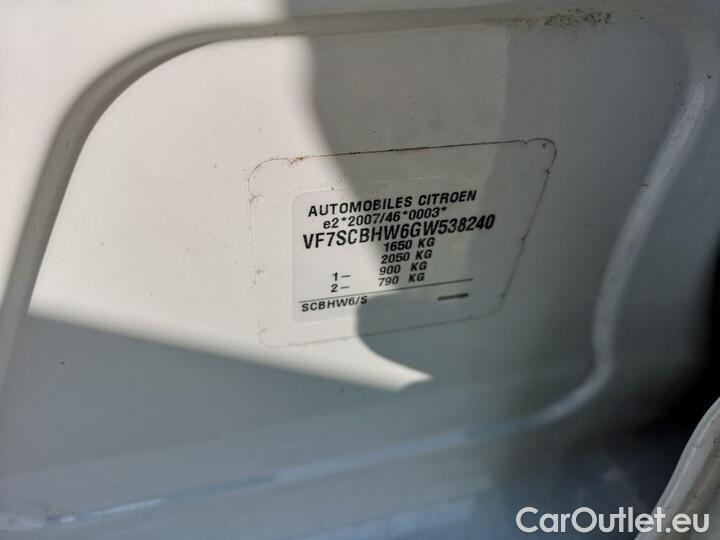 AUTOMOBILES CITROEN
e2*2007/46*0003*
VF7SCBHW6GW538240
1650 KG
2050 KG
1- 900 KG
2- 790 KG
SCBHW6/S
CarOutlet.eu